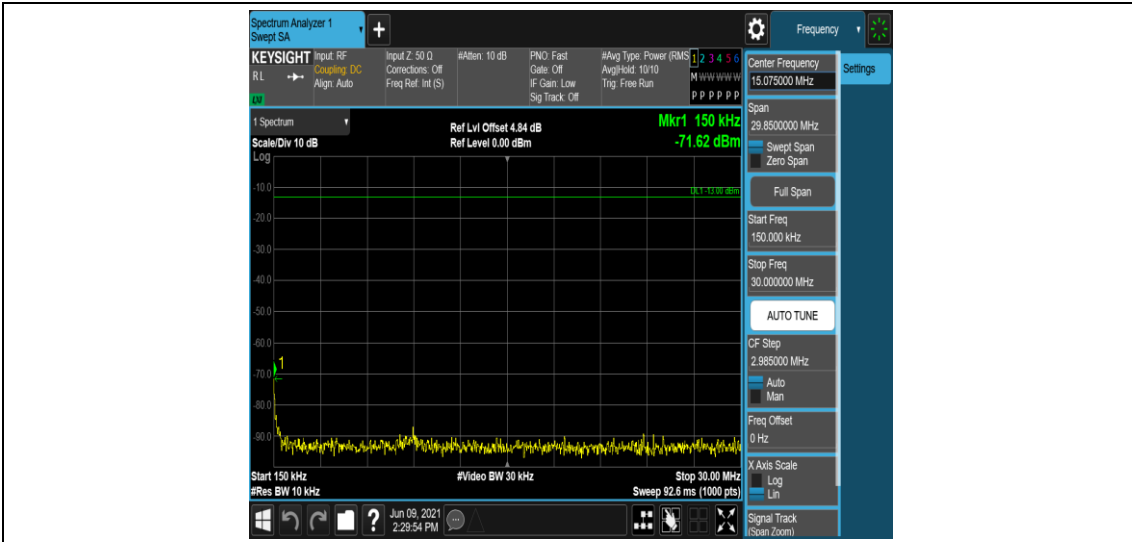 Spectrum Analyzer 1
Swept SA
+
Frequency
KEYSIGHT
RL
Input: RF
Coupling: DC
Align: Auto
Input Z: 50 Ω
Corrections: Off
Freq Ref: Int (S)
#Atten: 10 dB
PNO: Fast
Gate: Off
IF Gain: Low
Sig Track: Off
#Avg Type: Power (RMS
Avg|Hold: 10/10
Trig: Free Run
1 2 3 4 5 6
M W W W W W
P P P P P P
Center Frequency
15.075000 MHz
Settings
Span
29.8500000 MHz
Swept Span
Zero Span
Full Span
Start Freq
150.000 kHz
Stop Freq
30.000000 MHz
AUTO TUNE
CF Step
2.985000 MHz
Auto
Man
Freq Offset
0 Hz
X Axis Scale
Log
Lin
Signal Track
(Span Zoom)
1 Spectrum
Scale/Div 10 dB
Log
Ref Lvl Offset 4.84 dB
Ref Level 0.00 dBm
Mkr1 150 kHz
-71.62 dBm
DL1 -13.00 dBm
-10.0
-20.0
-30.0
-40.0
-50.0
-60.0
-70.0
-80.0
-90.0
1
Start 150 kHz
#Res BW 10 kHz
#Video BW 30 kHz
Stop 30.00 MHz
Sweep 92.6 ms (1000 pts)
?
Jun 09, 2021
2:29:54 PM